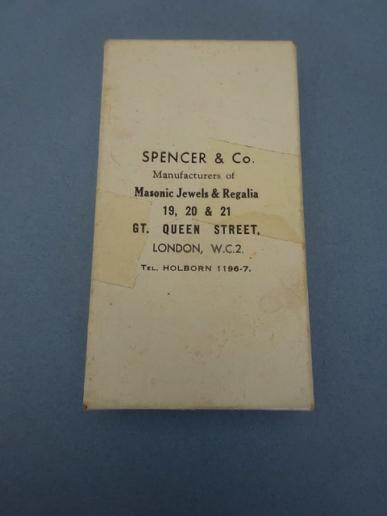 SPENCER & Co.
Manufacturers of
Masonic Jewels & Regalia
19, 20 & 21
GT. QUEEN STREET,
LONDON, W.C.2.
TEL. HOLBORN 1196-7.